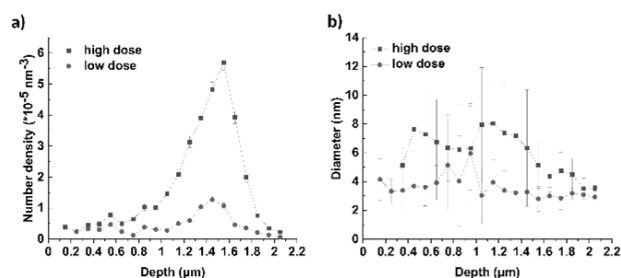 a)
high dose
low dose
Number density (*10^-5 nm^-3)
6
5
4
3
2
1
0
0 0.2 0.4 0.6 0.8 1 1.2 1.4 1.6 1.8 2 2.2
Depth (µm)
b)
high dose
low dose
Diameter (nm)
14
12
10
8
6
4
2
0
0 0.2 0.4 0.6 0.8 1 1.2 1.4 1.6 1.8 2 2.2
Depth (µm)